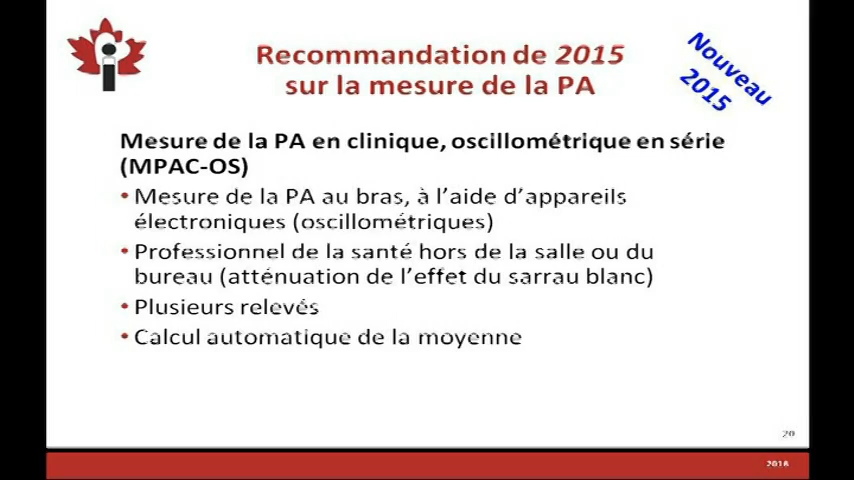 Recommandation de 2015
sur la mesure de la PA
Nouveau
2015
Mesure de la PA en clinique, oscillométrique en série
(MPAC-OS)
• Mesure de la PA au bras, à l'aide d'appareils
électroniques (oscillométriques)
• Professionnel de la santé hors de la salle ou du
bureau (atténuation de l'effet du sarrau blanc)
• Plusieurs relevés
• Calcul automatique de la moyenne
20
2016